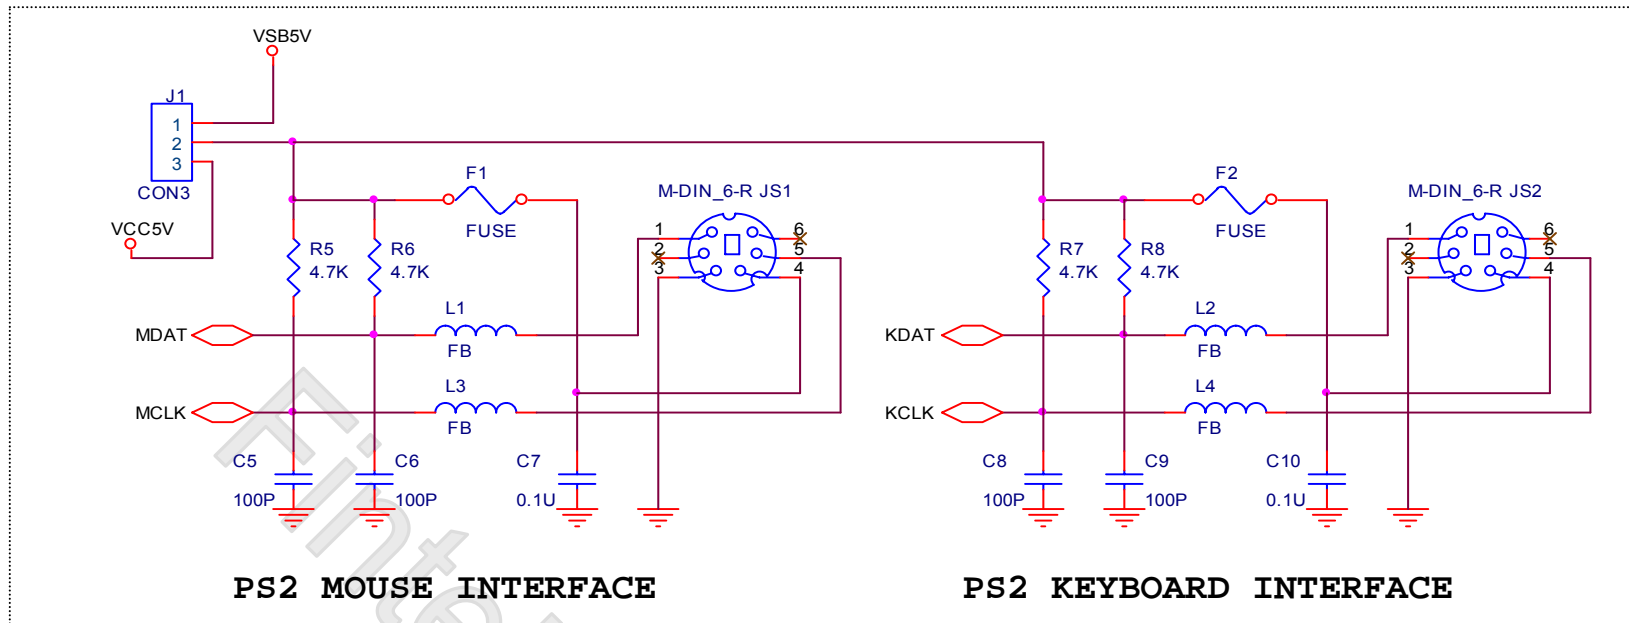 VSB5V
J1
1
2
3
CON3
VCC5V
F1
FUSE
R5
4.7K
R6
4.7K
M-DIN_6-R JS1
1
2
3
6
5
4
MDAT
L1
FB
MCLK
L3
FB
C5
100P
C6
100P
C7
0.1U
PS2 MOUSE INTERFACE
F2
FUSE
R7
4.7K
R8
4.7K
M-DIN_6-R JS2
1
2
3
6
5
4
KDAT
L2
FB
KCLK
L4
FB
C8
100P
C9
100P
C10
0.1U
PS2 KEYBOARD INTERFACE